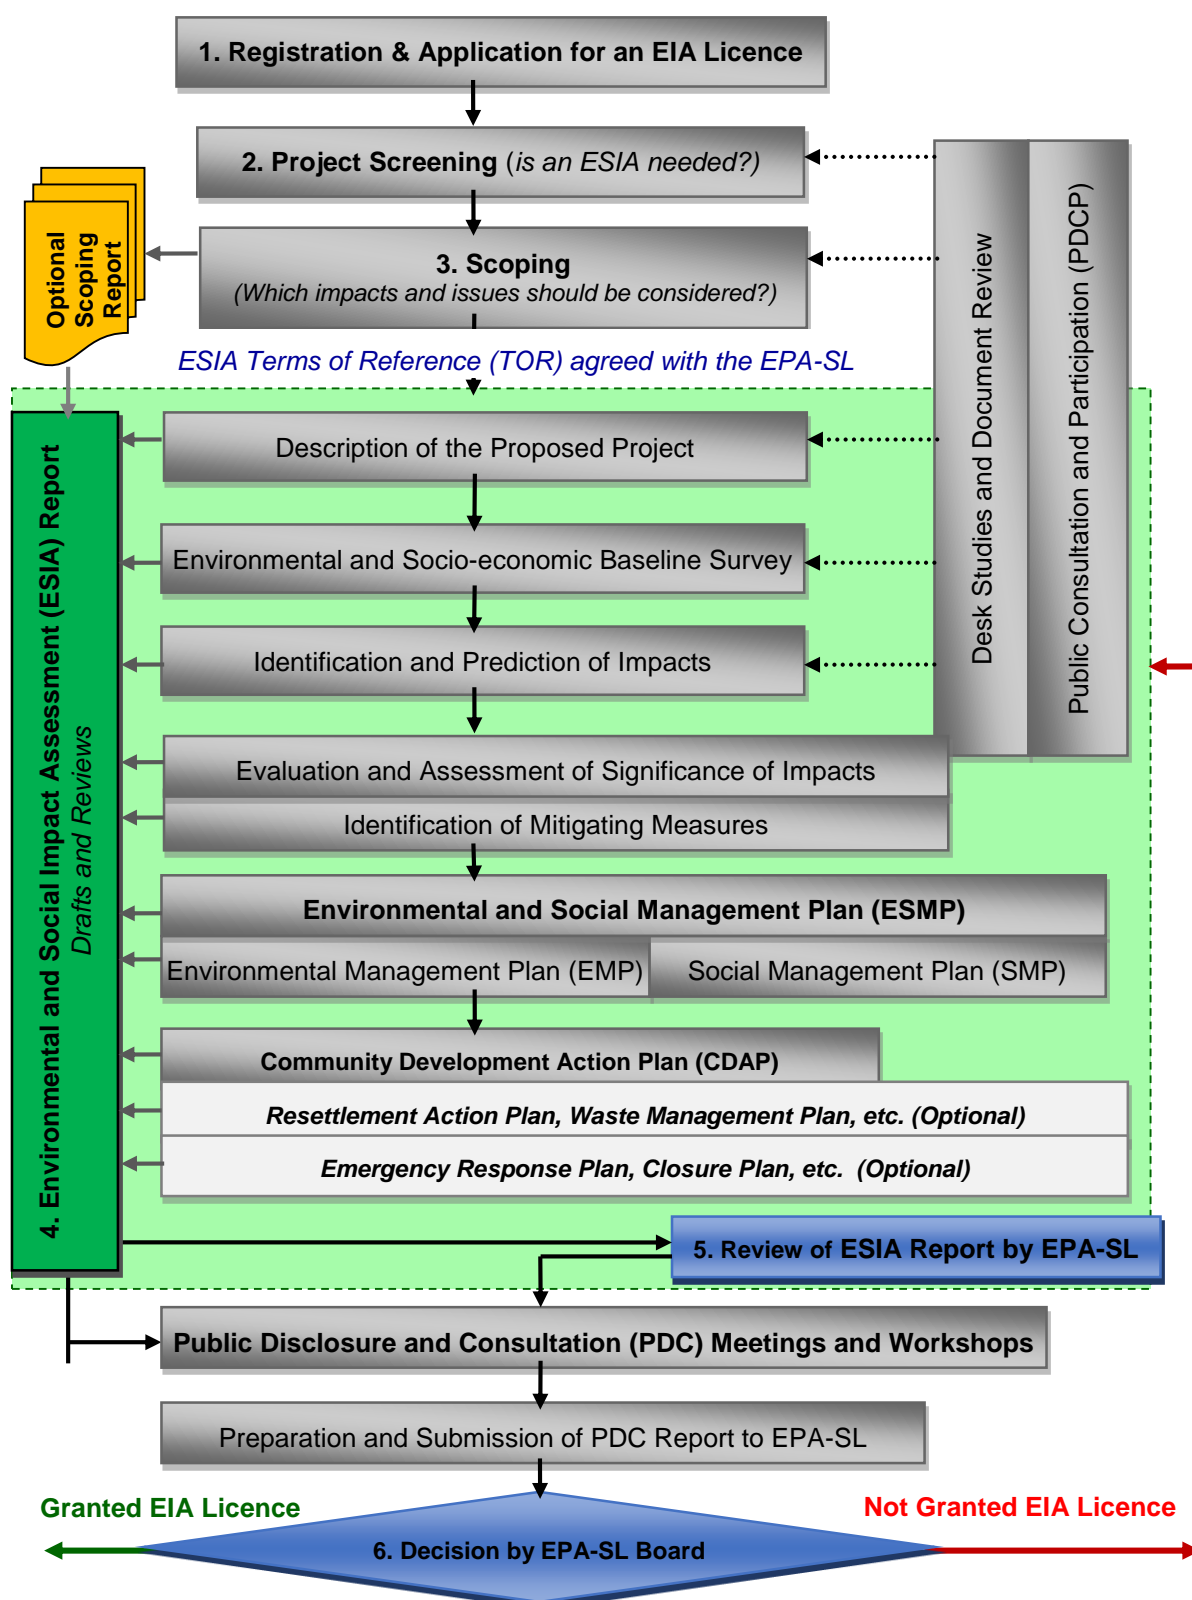 1. Registration & Application for an EIA Licence
2. Project Screening (is an ESIA needed?)
3. Scoping
(Which impacts and issues should be considered?)
Optional
Scoping
Report
ESIA Terms of Reference (TOR) agreed with the EPA-SL
Desk Studies and Document Review
Public Consultation and Participation (PDCP)
4. Environmental and Social Impact Assessment (ESIA) Report
Drafts and Reviews
Description of the Proposed Project
Environmental and Socio-economic Baseline Survey
Identification and Prediction of Impacts
Evaluation and Assessment of Significance of Impacts
Identification of Mitigating Measures
Environmental and Social Management Plan (ESMP)
Environmental Management Plan (EMP)
Social Management Plan (SMP)
Community Development Action Plan (CDAP)
Resettlement Action Plan, Waste Management Plan, etc. (Optional)
Emergency Response Plan, Closure Plan, etc. (Optional)
5. Review of ESIA Report by EPA-SL
Public Disclosure and Consultation (PDC) Meetings and Workshops
Preparation and Submission of PDC Report to EPA-SL
Granted EIA Licence
Not Granted EIA Licence
6. Decision by EPA-SL Board